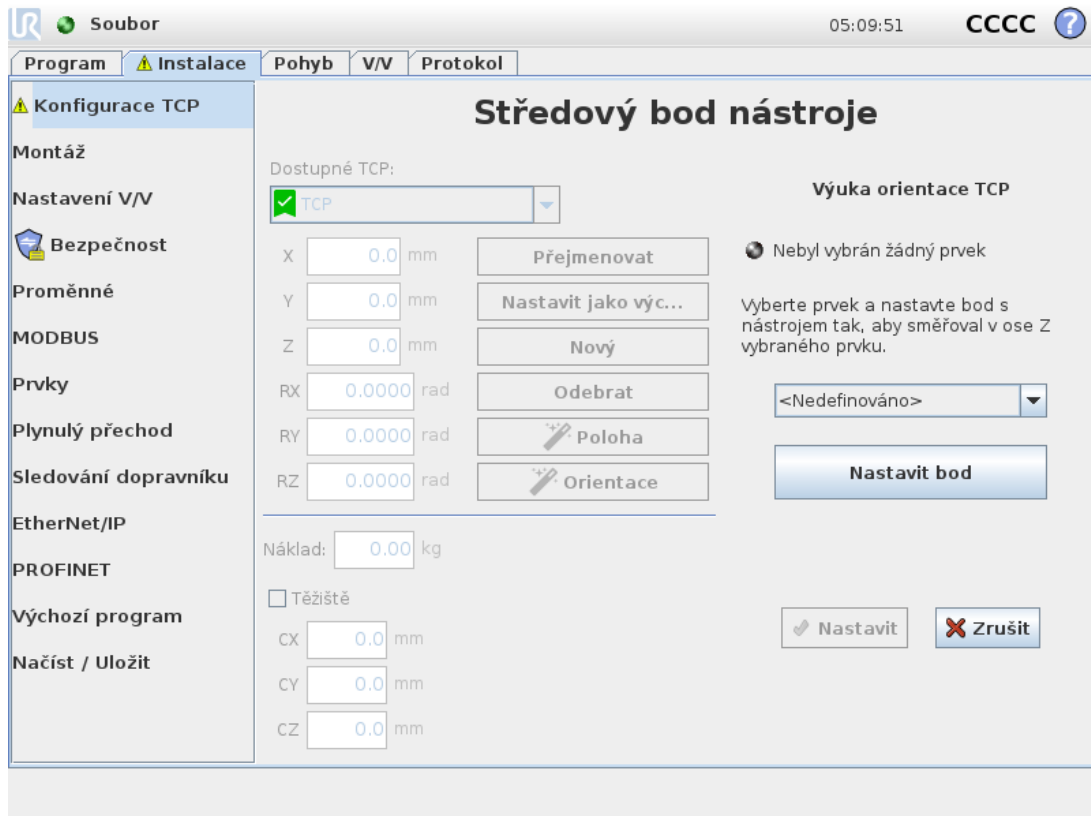 UR Soubor 05:09:51 CCCC ?
Program Instalace Pohyb V/V Protokol
Konfigurace TCP
Montáž
Nastavení V/V
Bezpečnost
Proměnné
MODBUS
Prvky
Plynulý přechod
Sledování dopravníku
EtherNet/IP
PROFINET
Výchozí program
Načíst / Uložit
Středový bod nástroje
Dostupné TCP:
TCP
X 0.0 mm Přejmenovat
Y 0.0 mm Nastavit jako výc...
Z 0.0 mm Nový
RX 0.0000 rad Odebrat
RY 0.0000 rad Poloha
RZ 0.0000 rad Orientace
Náklad: 0.00 kg
Těžiště
CX 0.0 mm
CY 0.0 mm
CZ 0.0 mm
Výuka orientace TCP
Nebyl vybrán žádný prvek
Vyberte prvek a nastavte bod s
nástrojem tak, aby směřoval v ose Z
vybraného prvku.
<Nedefinováno>
Nastavit bod
Nastavit Zrušit